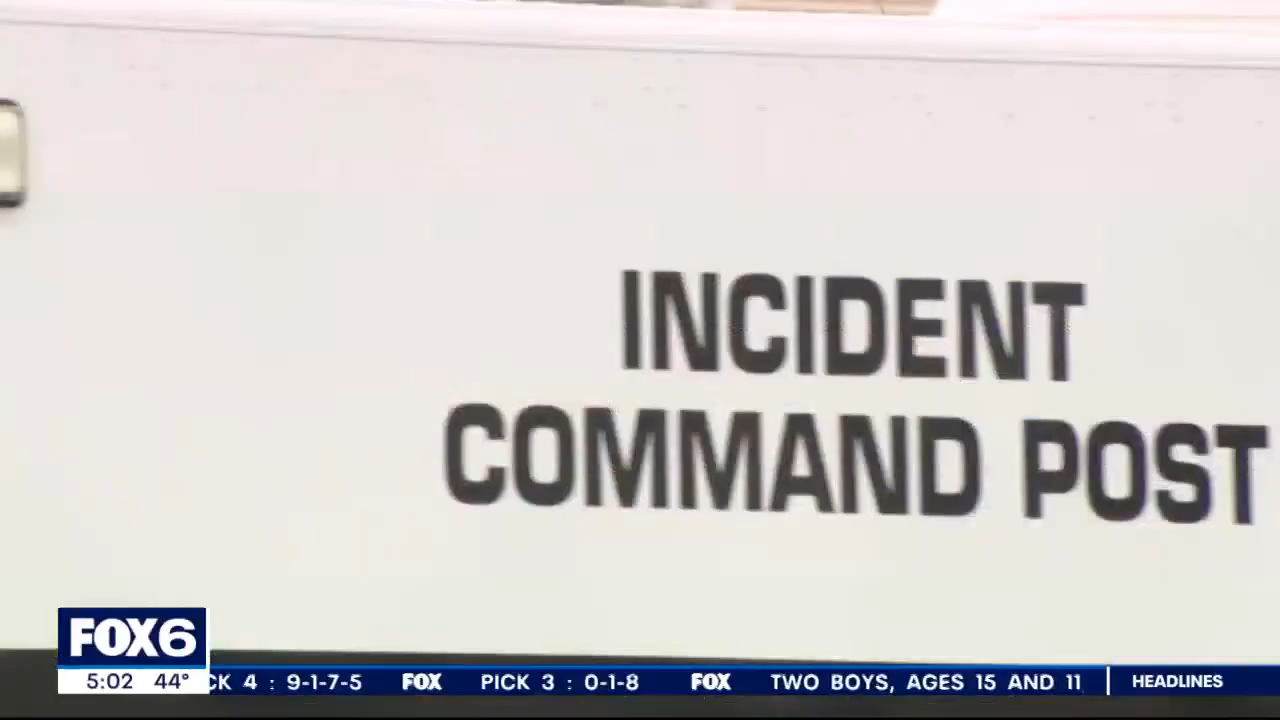 INCIDENT
COMMAND POST
FOX6
5:02 44°
CK 4 : 9-1-7-5 FOX PICK 3 : 0-1-8 FOX TWO BOYS, AGES 15 AND 11 HEADLINES